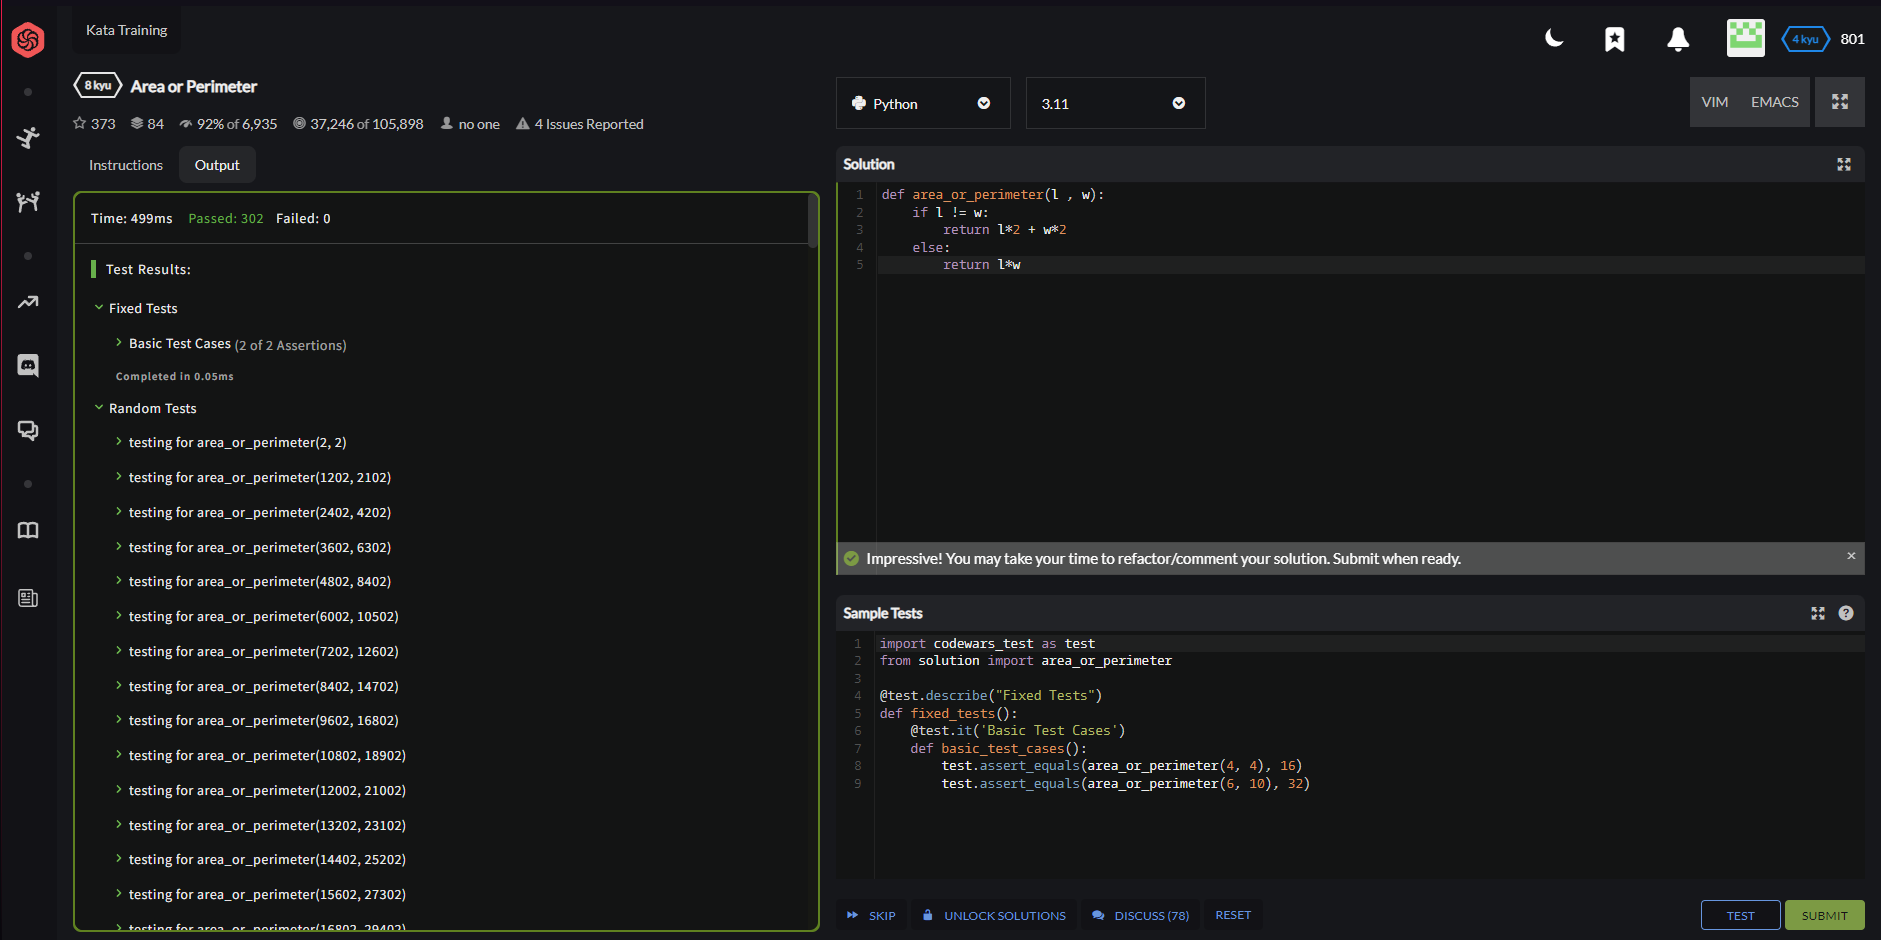 Kata Training
4 kyu 801
8 kyu Area or Perimeter
373 84 92% of 6,935 37,246 of 105,898 no one 4 Issues Reported
Instructions Output
Time: 499ms Passed: 302 Failed: 0
Test Results:
Fixed Tests
Basic Test Cases (2 of 2 Assertions)
Completed in 0.05ms
Random Tests
testing for area_or_perimeter(2, 2)
testing for area_or_perimeter(1202, 2102)
testing for area_or_perimeter(2402, 4202)
testing for area_or_perimeter(3602, 6302)
testing for area_or_perimeter(4802, 8402)
testing for area_or_perimeter(6002, 10502)
testing for area_or_perimeter(7202, 12602)
testing for area_or_perimeter(8402, 14702)
testing for area_or_perimeter(9602, 16802)
testing for area_or_perimeter(10802, 18902)
testing for area_or_perimeter(12002, 21002)
testing for area_or_perimeter(13202, 23102)
testing for area_or_perimeter(14402, 25202)
testing for area_or_perimeter(15602, 27302)
testing for area_or_perimeter(16802, 29402)
Python 3.11 VIM EMACS
Solution
1 def area_or_perimeter(l , w):
2     if l != w:
3         return l*2 + w*2
4     else:
5         return l*w
Impressive! You may take your time to refactor/comment your solution. Submit when ready.
Sample Tests
1 import codewars_test as test
2 from solution import area_or_perimeter
3
4 @test.describe("Fixed Tests")
5 def fixed_tests():
6     @test.it('Basic Test Cases')
7     def basic_test_cases():
8         test.assert_equals(area_or_perimeter(4, 4), 16)
9         test.assert_equals(area_or_perimeter(6, 10), 32)
SKIP UNLOCK SOLUTIONS DISCUSS (78) RESET TEST SUBMIT